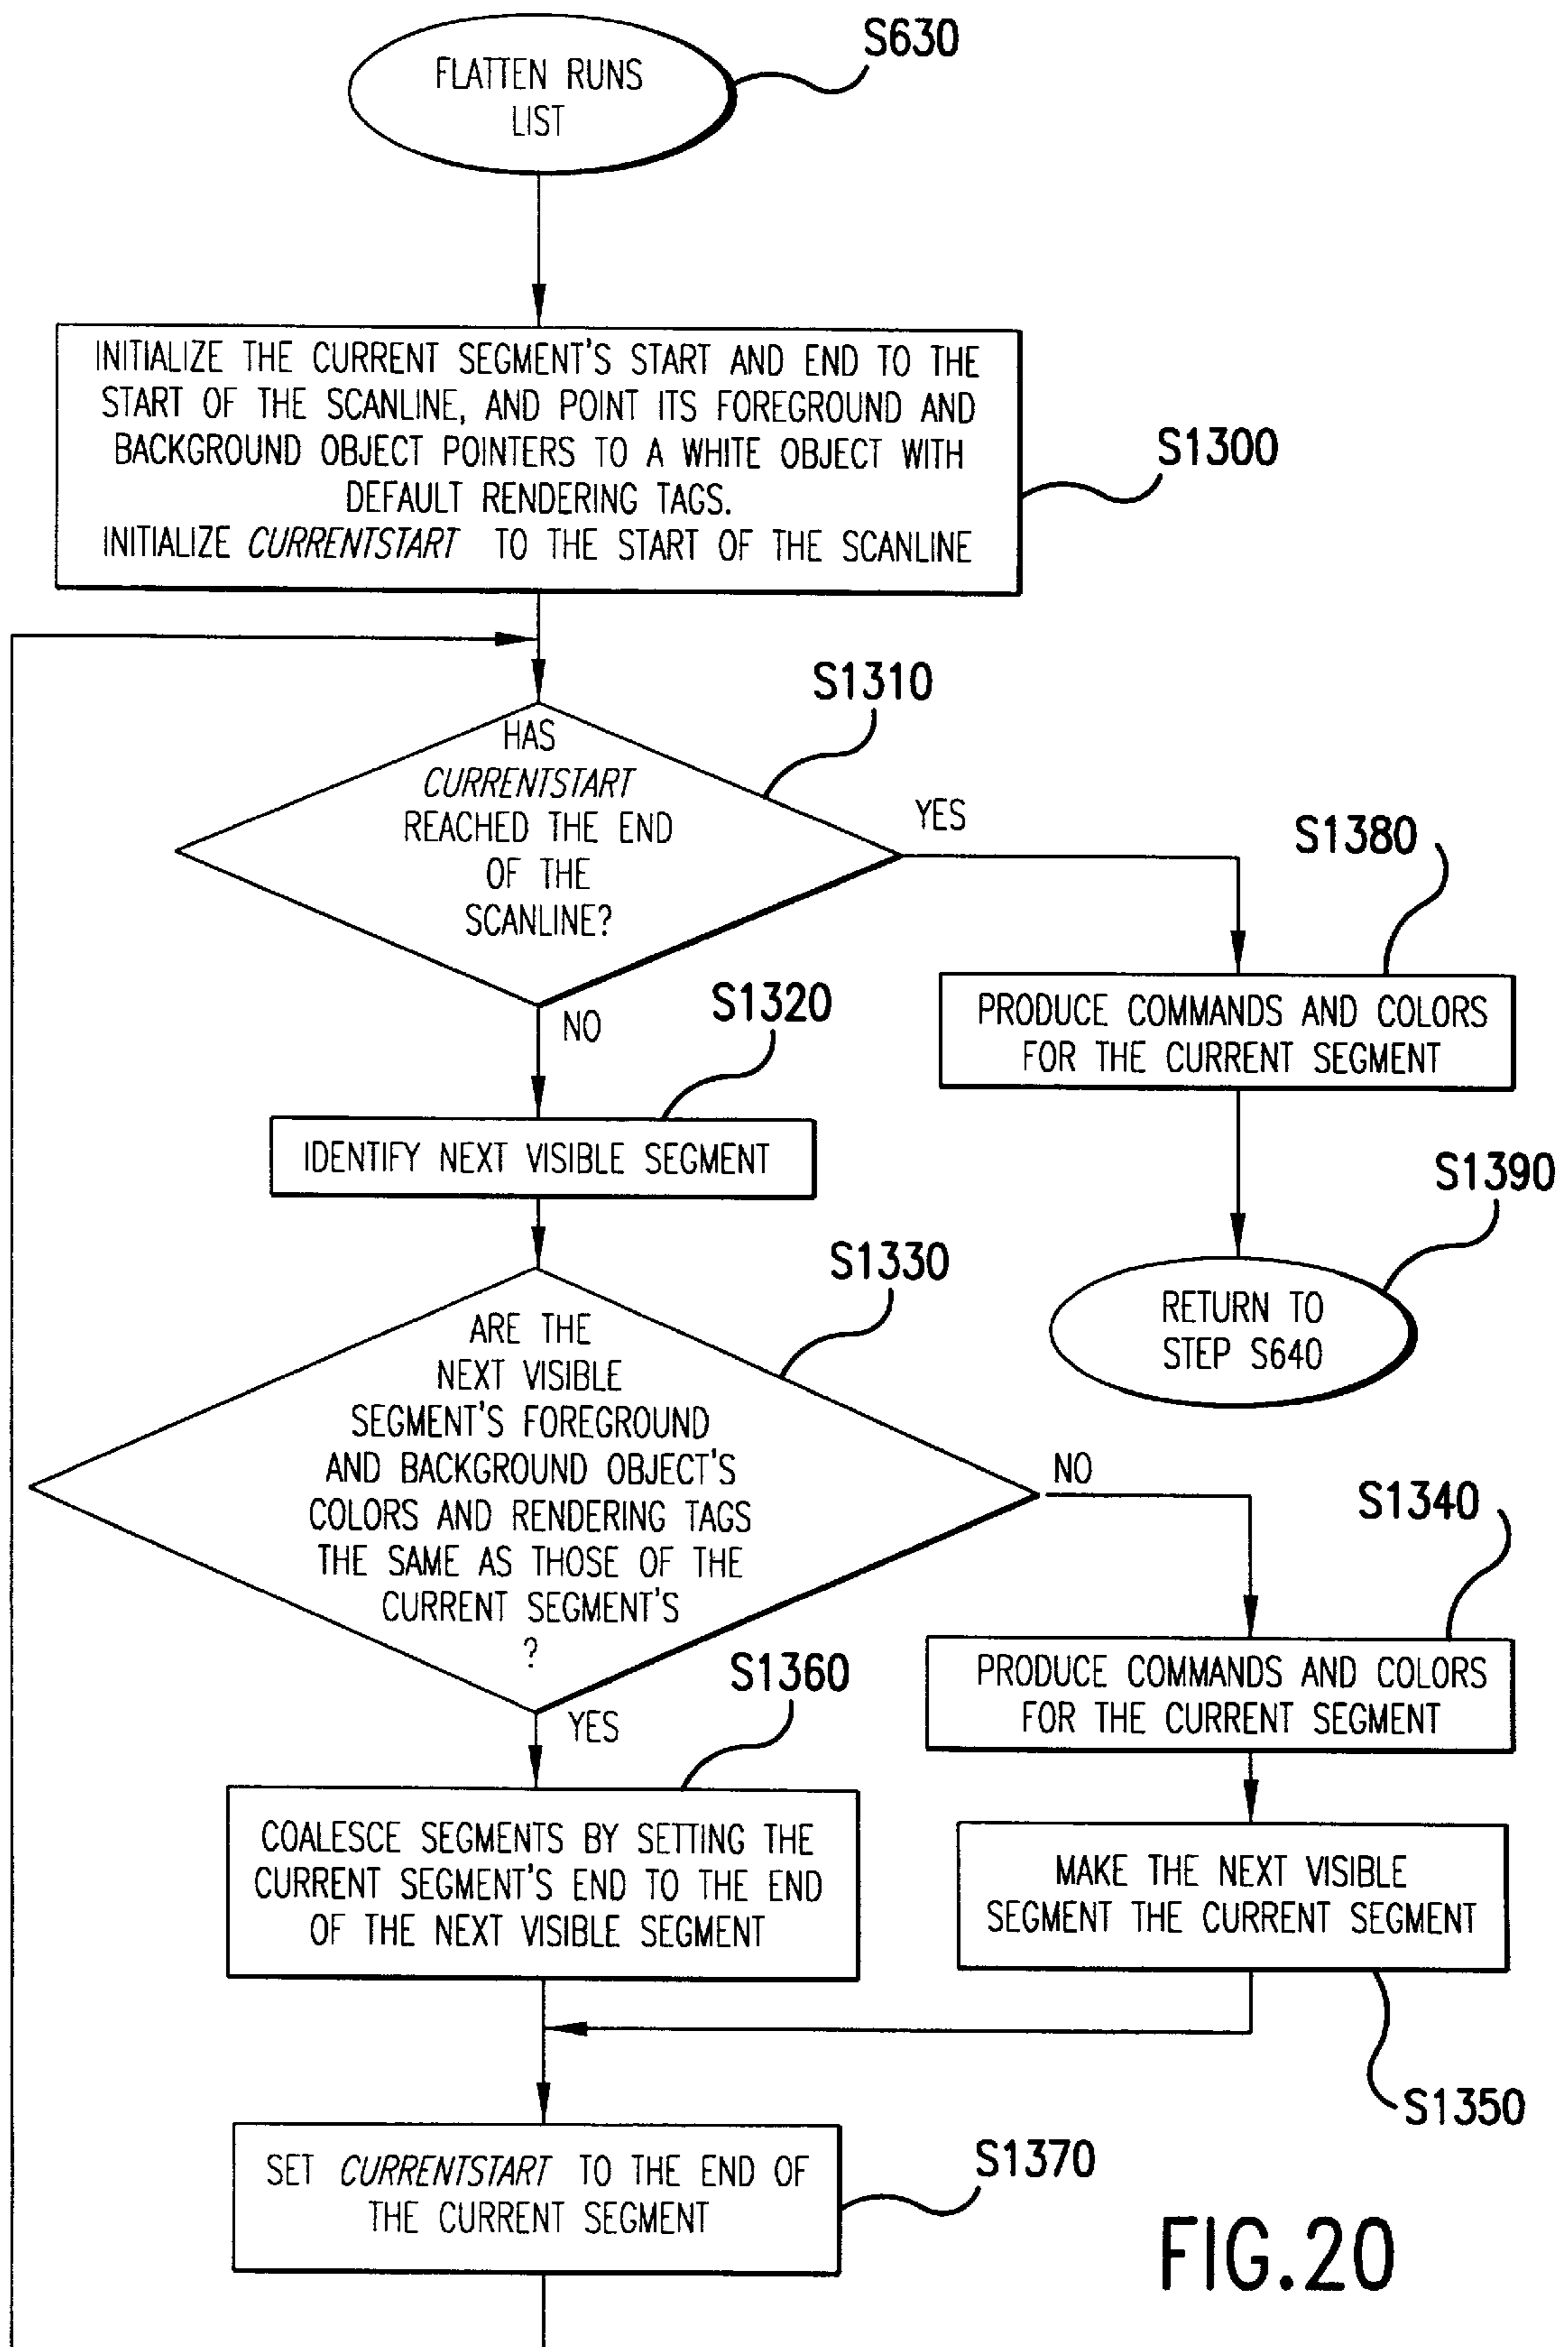 FLATTEN RUNS
LIST
S630
INITIALIZE THE CURRENT SEGMENT'S START AND END TO THE
START OF THE SCANLINE, AND POINT ITS FOREGROUND AND
BACKGROUND OBJECT POINTERS TO A WHITE OBJECT WITH
DEFAULT RENDERING TAGS.
INITIALIZE CURRENTSTART TO THE START OF THE SCANLINE
S1300
HAS
CURRENTSTART
REACHED THE END
OF THE
SCANLINE?
S1310
YES
NO
S1380
PRODUCE COMMANDS AND COLORS
FOR THE CURRENT SEGMENT
S1320
IDENTIFY NEXT VISIBLE SEGMENT
S1390
RETURN TO
STEP S640
S1330
ARE THE
NEXT VISIBLE
SEGMENT'S FOREGROUND
AND BACKGROUND OBJECT'S
COLORS AND RENDERING TAGS
THE SAME AS THOSE OF THE
CURRENT SEGMENT'S
?
NO
YES
S1340
PRODUCE COMMANDS AND COLORS
FOR THE CURRENT SEGMENT
S1360
COALESCE SEGMENTS BY SETTING THE
CURRENT SEGMENT'S END TO THE END
OF THE NEXT VISIBLE SEGMENT
MAKE THE NEXT VISIBLE
SEGMENT THE CURRENT SEGMENT
S1350
SET CURRENTSTART TO THE END OF
THE CURRENT SEGMENT
S1370
FIG.20